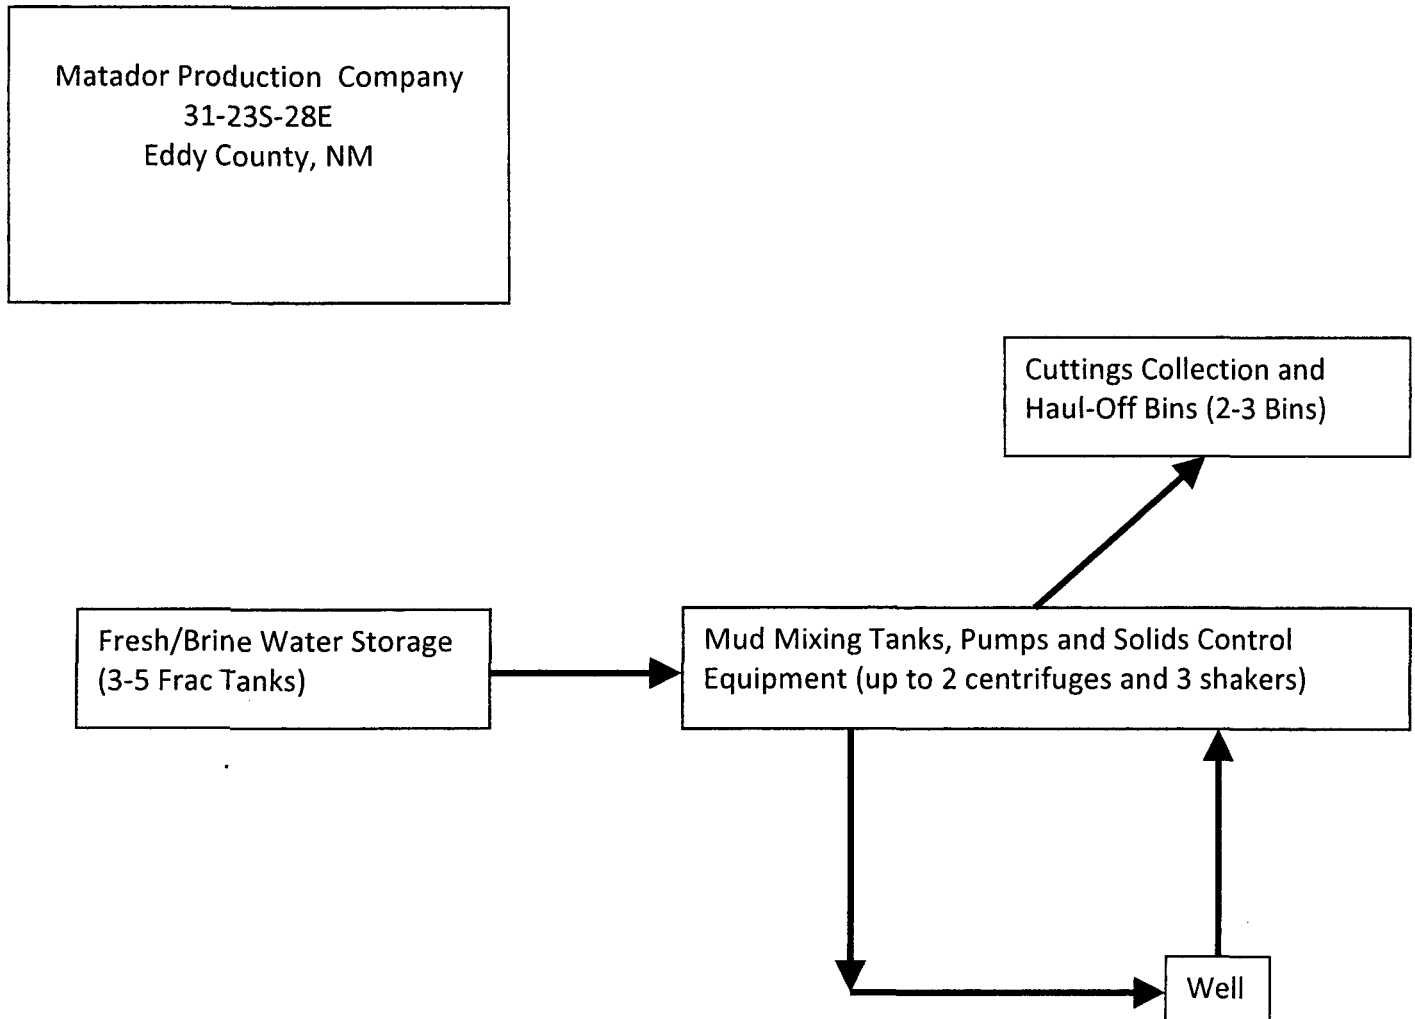 Matador Production Company
31-23S-28E
Eddy County, NM
Cuttings Collection and
Haul-Off Bins (2-3 Bins)
Fresh/Brine Water Storage
(3-5 Frac Tanks)
Mud Mixing Tanks, Pumps and Solids Control
Equipment (up to 2 centrifuges and 3 shakers)
Well